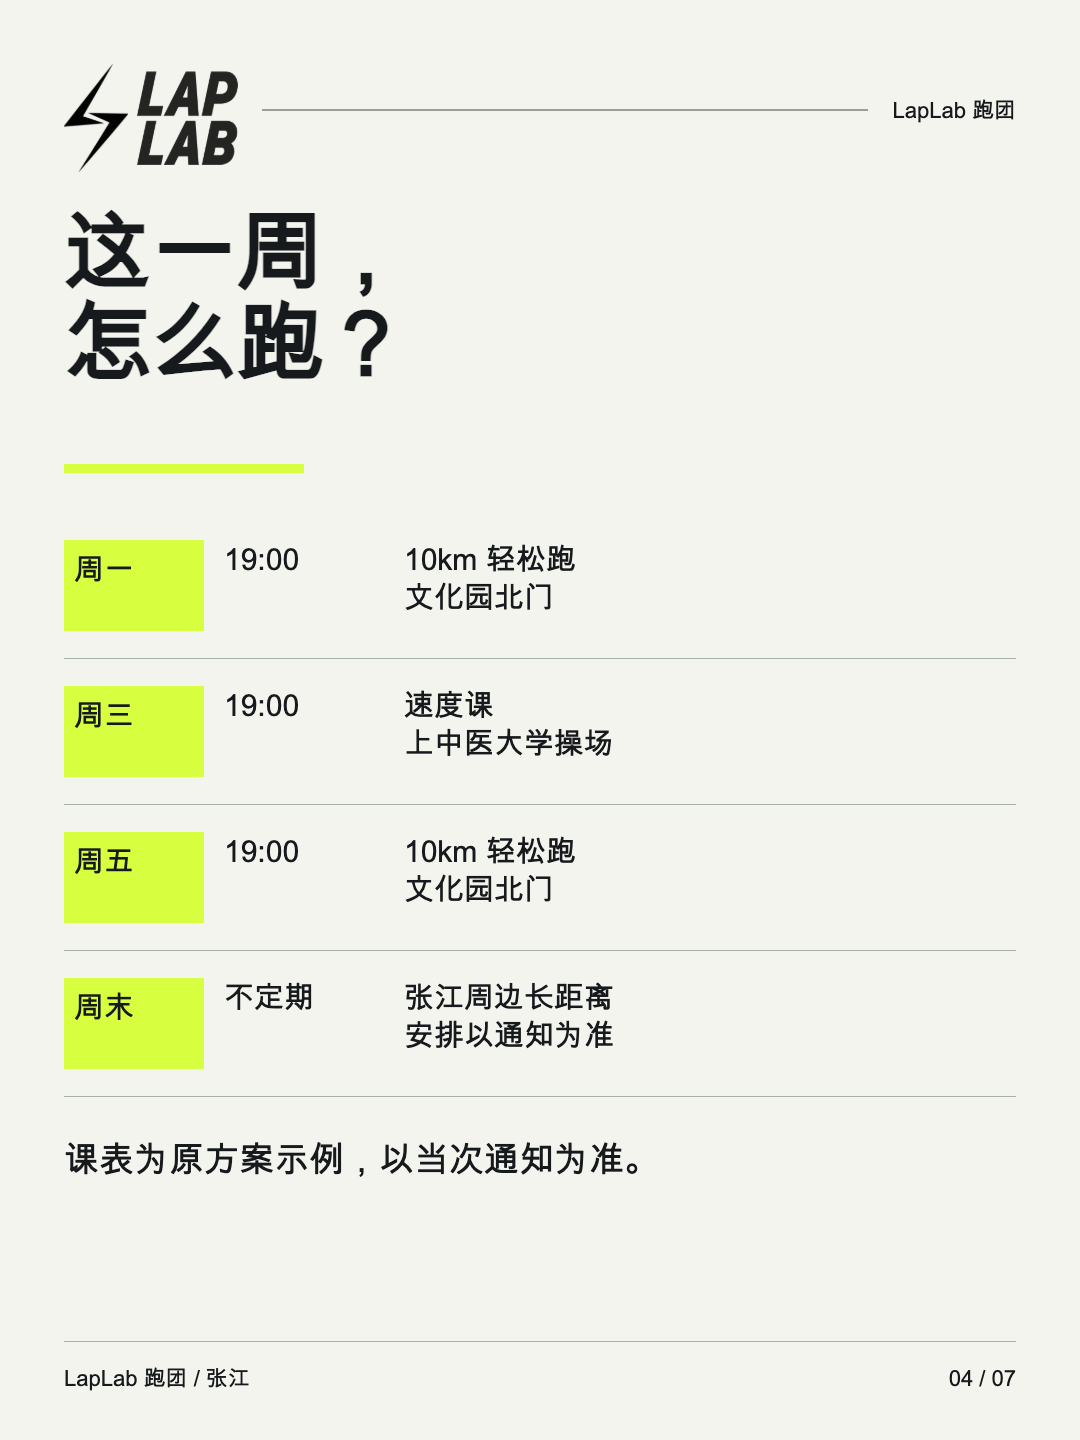 LAP
LAB
LapLab 跑团
这一周，
怎么跑？
周一
19:00
10km 轻松跑
文化园北门
周三
19:00
速度课
上中医大学操场
周五
19:00
10km 轻松跑
文化园北门
周末
不定期
张江周边长距离
安排以通知为准
课表为原方案示例，以当次通知为准。
LapLab 跑团 / 张江
04 / 07